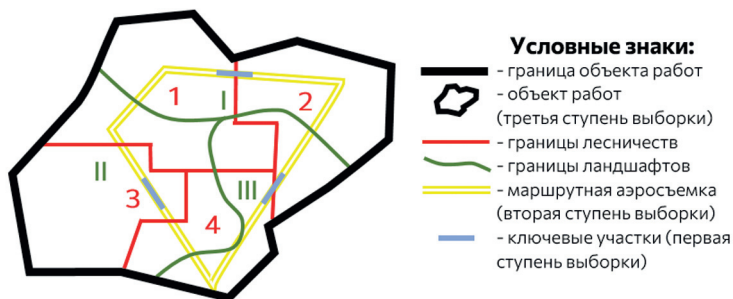 1
I
2
II
3
III
4
Условные знаки:
- граница объекта работ
- объект работ
(третья ступень выборки)
- границы лесничеств
- границы ландшафтов
- маршрутная аэросъемка
(вторая ступень выборки)
- ключевые участки (первая
ступень выборки)